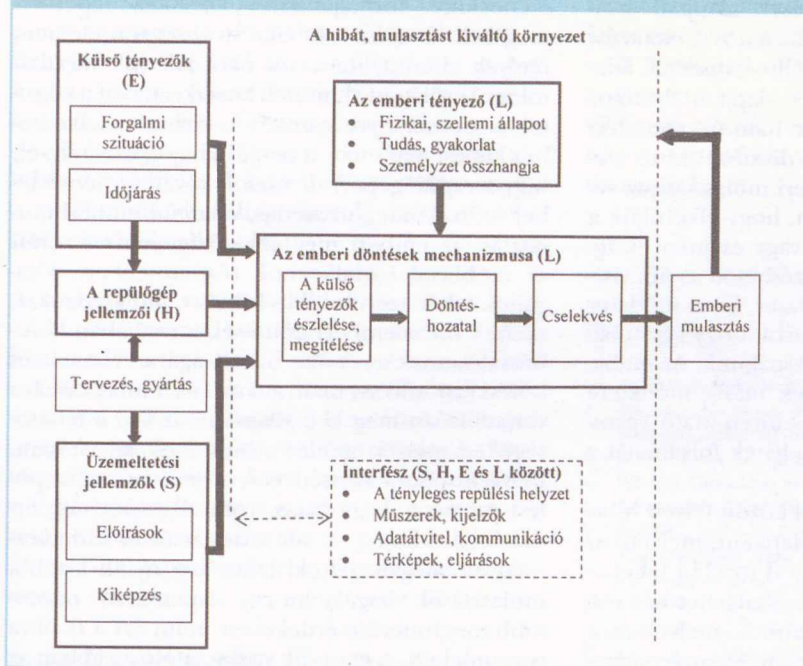 A hibát, mulasztást kiváltó környezet
Külső tényezők
(E)
Forgalmi
szituáció
Időjárás
A repülőgép
jellemzői (H)
Tervezés, gyártás
Üzemeltetési
jellemzők (S)
Előírások
Kiképzés
Az emberi tényező (L)
• Fizikai, szellemi állapot
• Tudás, gyakorlat
• Személyzet összhangja
Az emberi döntések mechanizmusa (L)
A külső
tényezők
észlelése,
megítélése
Döntés-
hozatal
Cselekvés
Emberi
mulasztás
Interfész (S, H, E és L között)
• A tényleges repülési helyzet
• Műszerek, kijelzők
• Adatátvitel, kommunikáció
• Térképek, eljárások